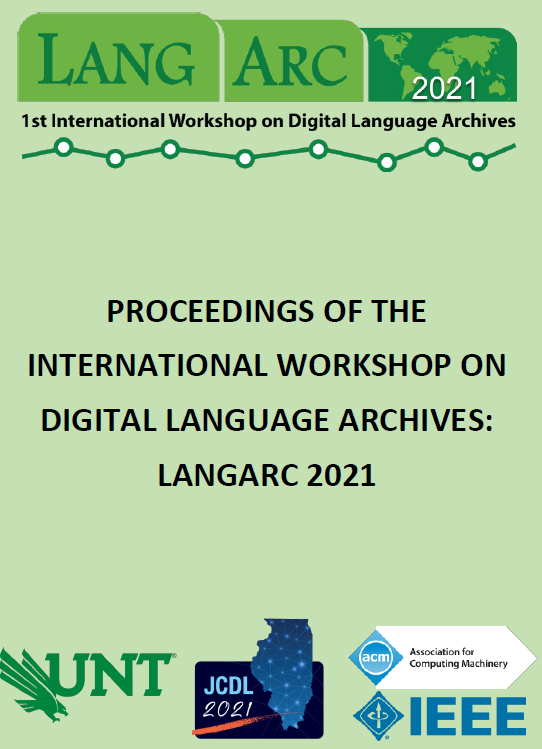 LANG ARC 2021
1st International Workshop on Digital Language Archives
PROCEEDINGS OF THE
INTERNATIONAL WORKSHOP ON
DIGITAL LANGUAGE ARCHIVES:
LANGARC 2021
UNT®
JCDL
2021
acm
Association for
Computing Machinery
IEEE